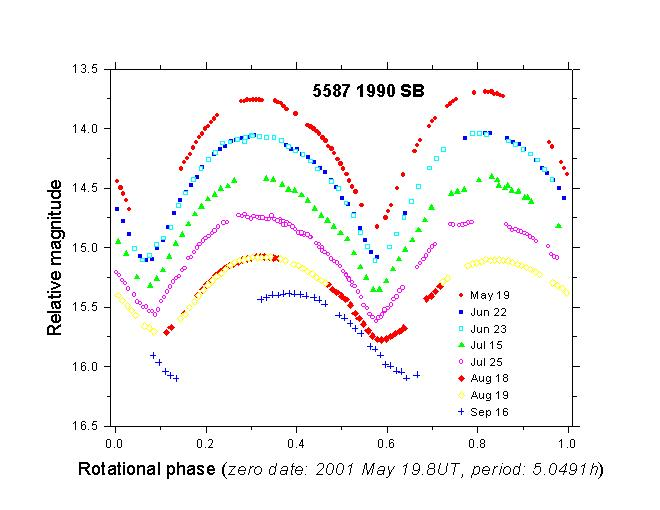 5587 1990 SB
13.5
14.0
14.5
15.0
15.5
16.0
16.5
Relative magnitude
May 19
Jun 22
Jun 23
Jul 15
Jul 25
Aug 18
Aug 19
Sep 16
0.0 0.2 0.4 0.6 0.8 1.0
Rotational phase (zero date: 2001 May 19.8UT, period: 5.0491h)